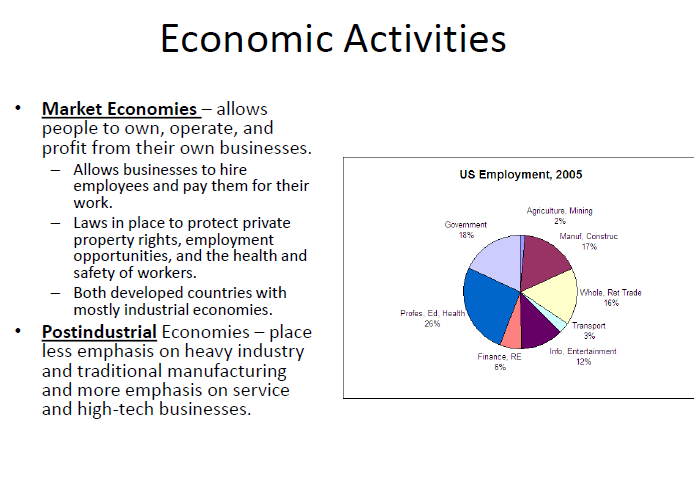 Economic Activities
• Market Economies – allows
people to own, operate, and
profit from their own businesses.
– Allows businesses to hire
employees and pay them for their
work.
– Laws in place to protect private
property rights, employment
opportunities, and the health and
safety of workers.
– Both developed countries with
mostly industrial economies.
• Postindustrial Economies – place
less emphasis on heavy industry
and traditional manufacturing
and more emphasis on service
and high-tech businesses.
US Employment, 2005
Agriculture, Mining
2%
Manuf, Construc
17%
Whole, Ret Trade
16%
Transport
3%
Info, Entertainment
12%
Finance, RE
6%
Profes, Ed, Health
26%
Government
18%